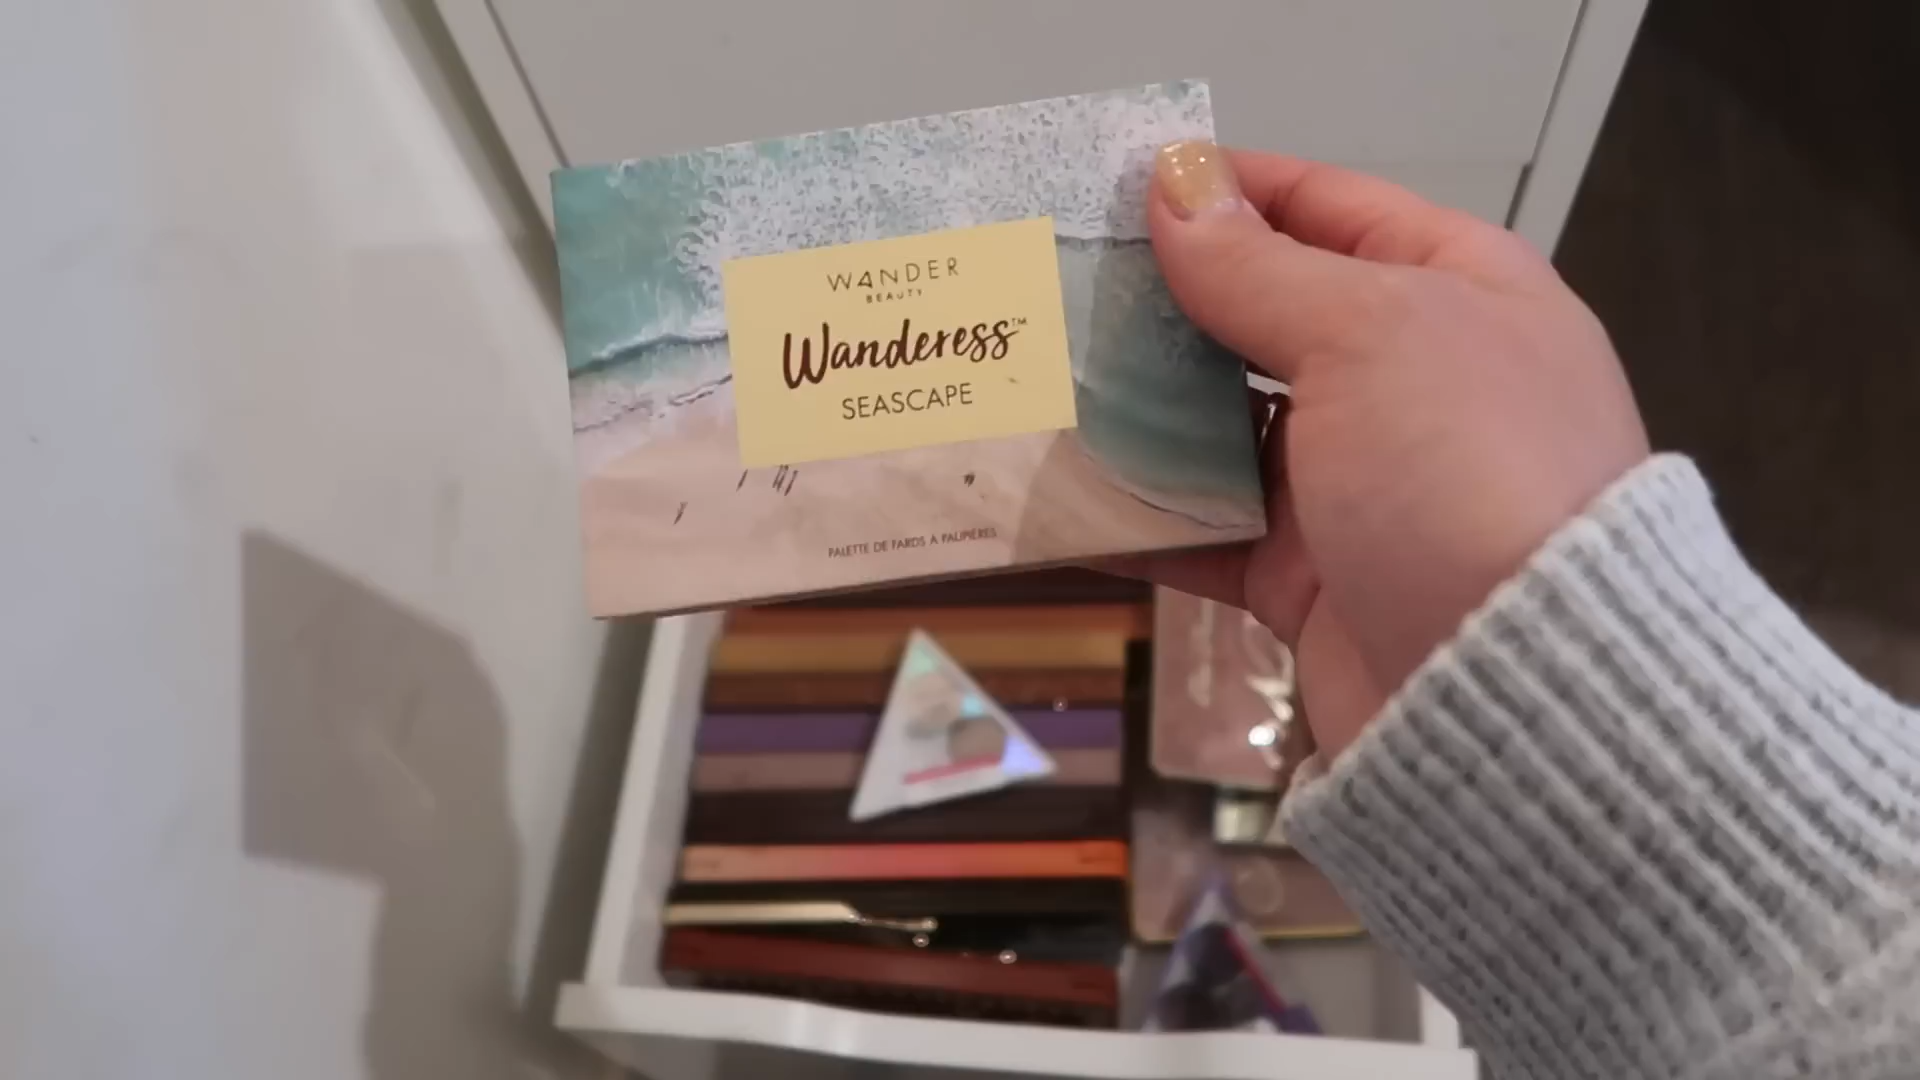 WANDER
BEAUTY
Wanderess™
SEASCAPE
PALETTE DE FARDS À PAUPIÈRES